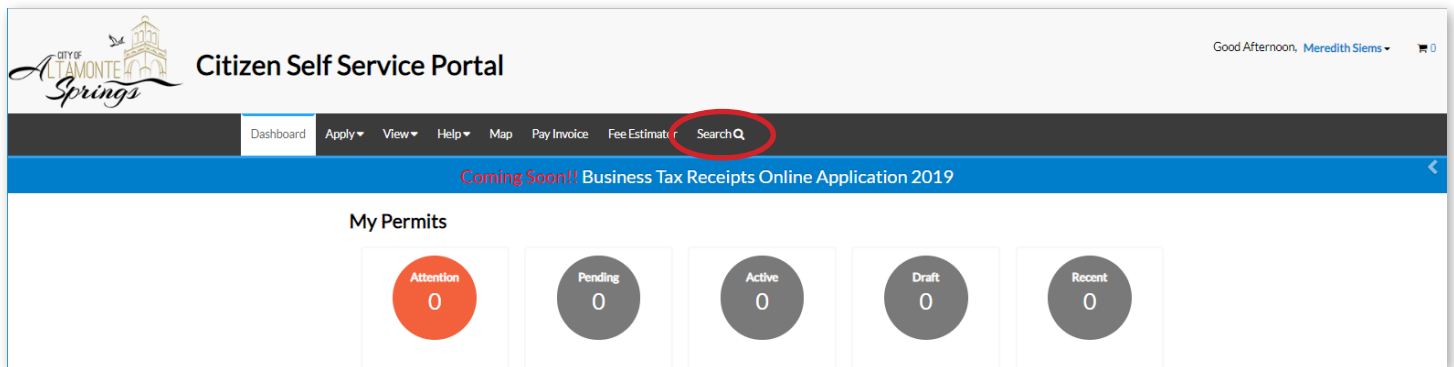 CITY OF
ALTAMONTE
Springs
Citizen Self Service Portal
Good Afternoon, Meredith Siems
0
Dashboard Apply View Help Map Pay Invoice Fee Estimator Search
Coming Soon!! Business Tax Receipts Online Application 2019
My Permits
Attention Pending Active Draft Recent
0 0 0 0 0